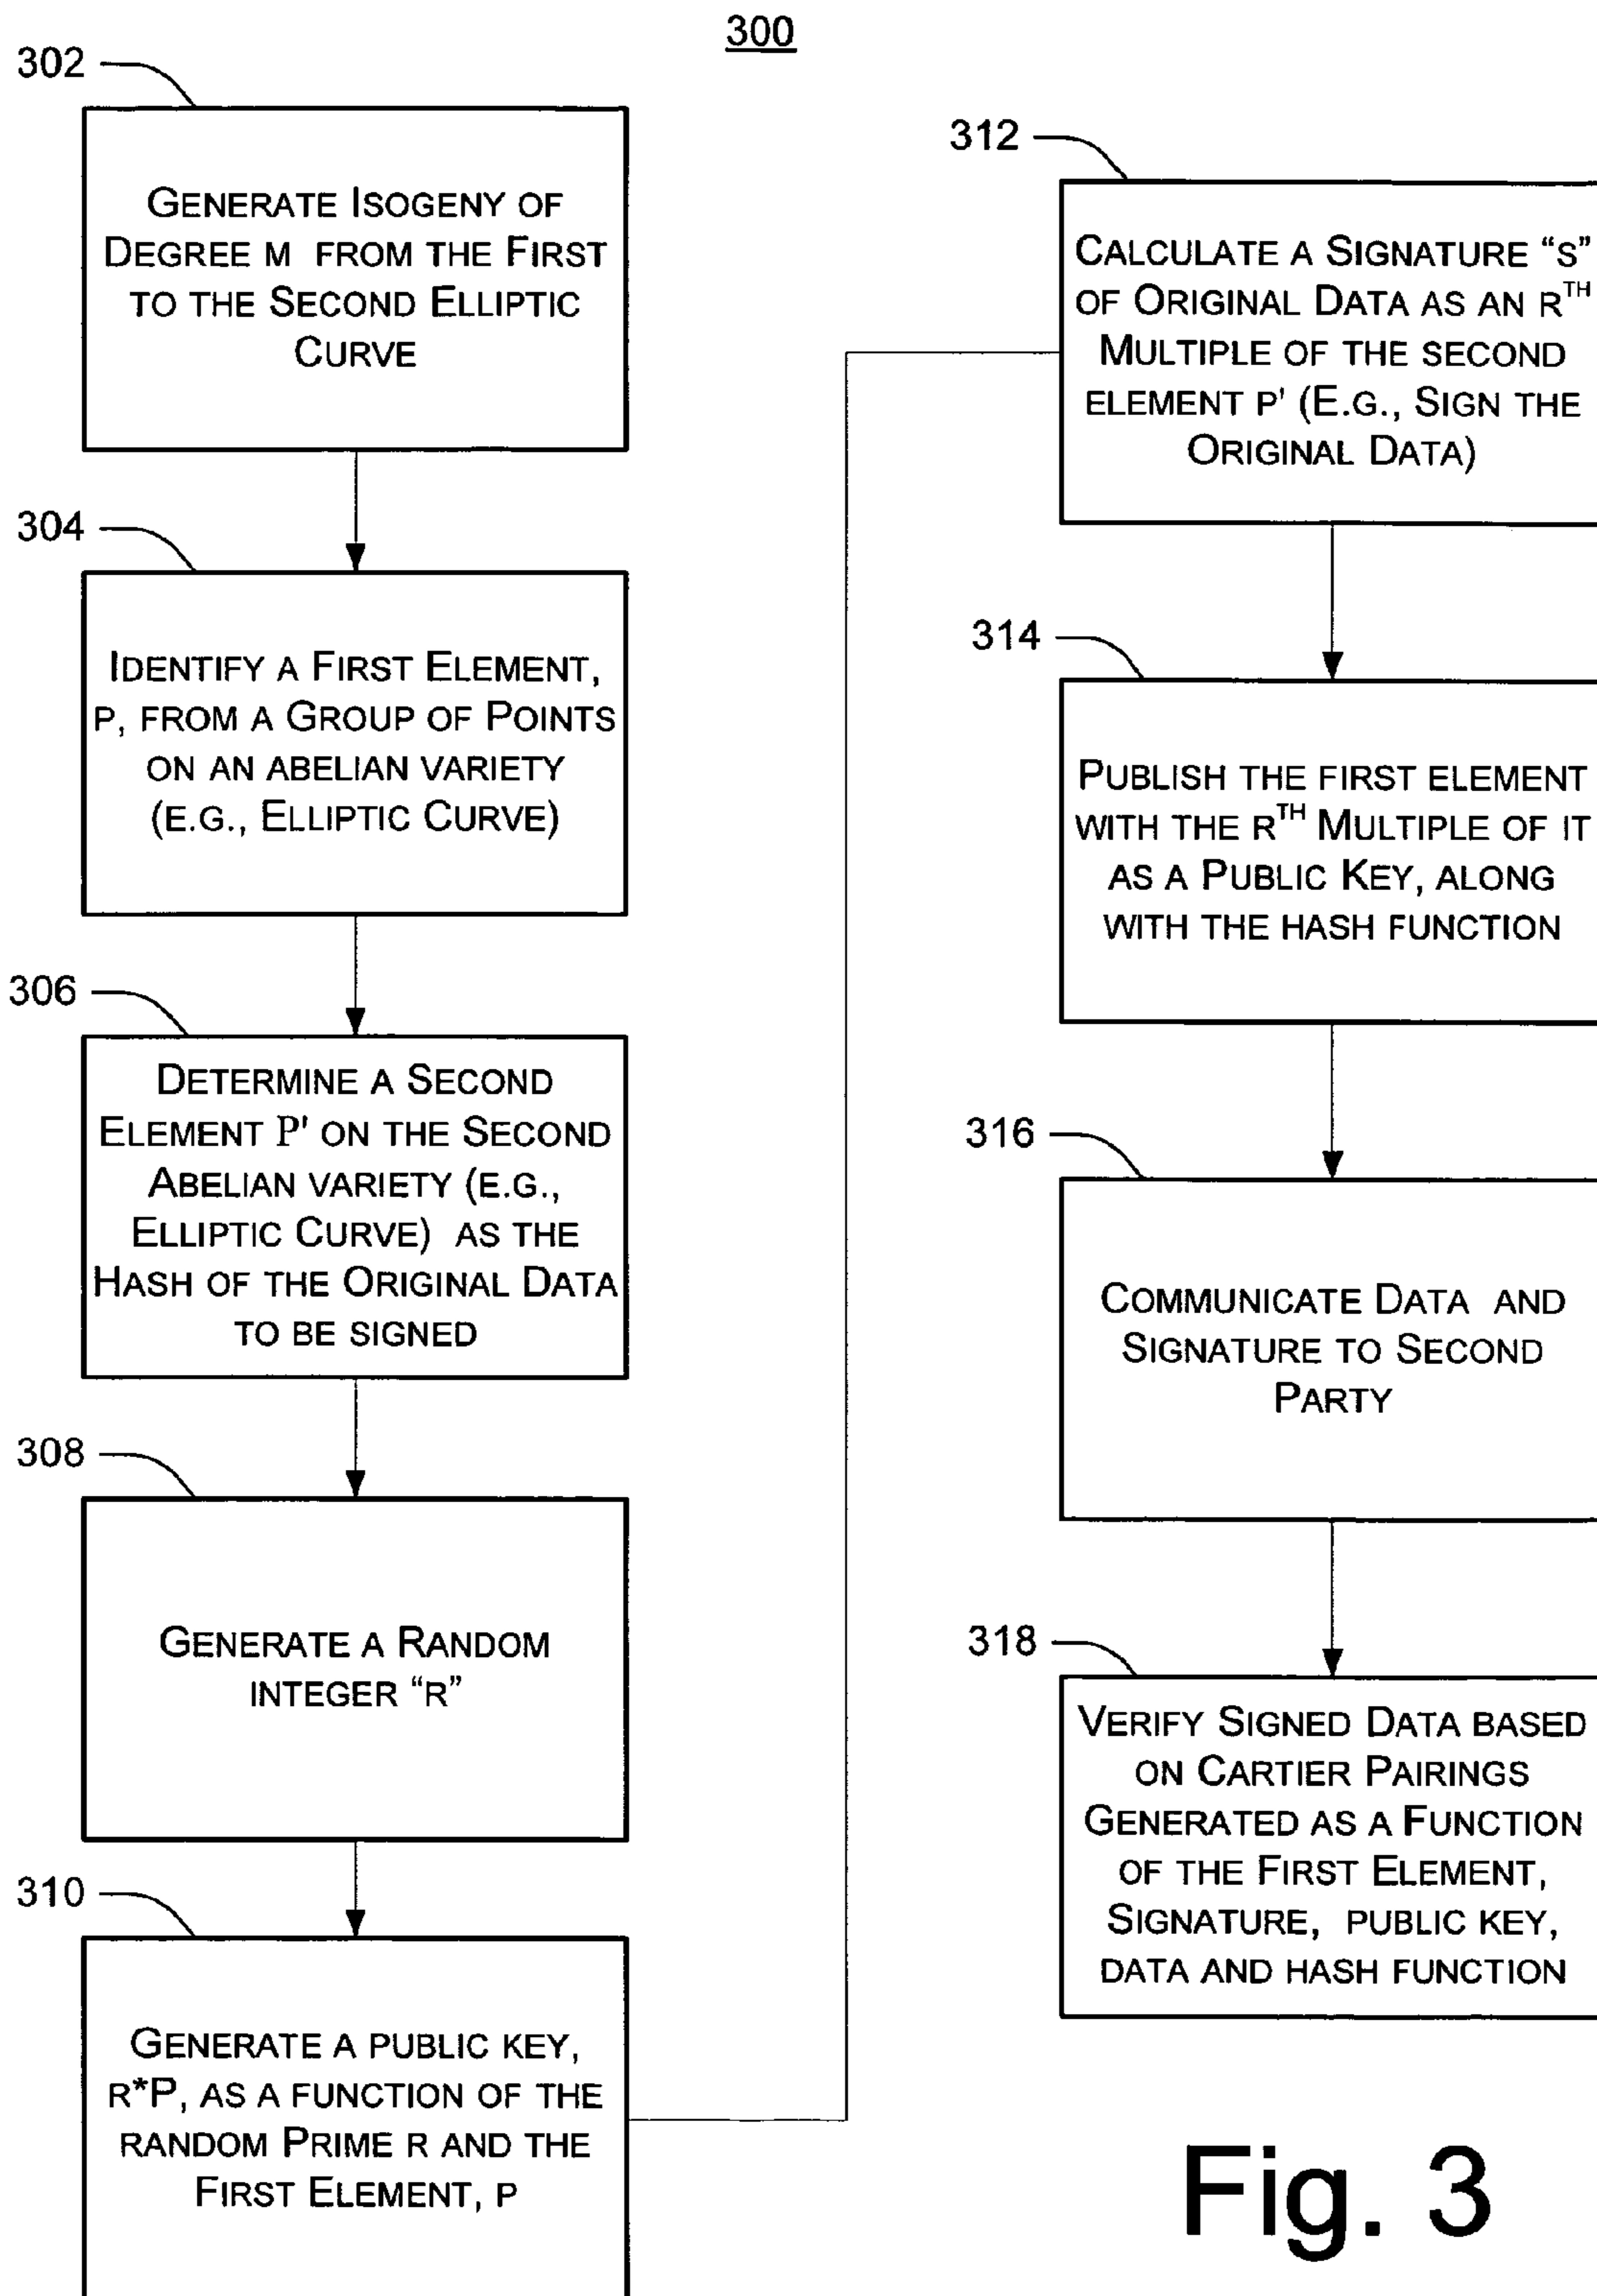 300
302
GENERATE ISOGENY OF
DEGREE M FROM THE FIRST
TO THE SECOND ELLIPTIC
CURVE
304
IDENTIFY A FIRST ELEMENT,
P, FROM A GROUP OF POINTS
ON AN ABELIAN VARIETY
(E.G., ELLIPTIC CURVE)
306
DETERMINE A SECOND
ELEMENT P' ON THE SECOND
ABELIAN VARIETY (E.G.,
ELLIPTIC CURVE) AS THE
HASH OF THE ORIGINAL DATA
TO BE SIGNED
308
GENERATE A RANDOM
INTEGER “R”
310
GENERATE A PUBLIC KEY,
R*P, AS A FUNCTION OF THE
RANDOM PRIME R AND THE
FIRST ELEMENT, P
312
CALCULATE A SIGNATURE “S”
OF ORIGINAL DATA AS AN R^TH
MULTIPLE OF THE SECOND
ELEMENT P' (E.G., SIGN THE
ORIGINAL DATA)
314
PUBLISH THE FIRST ELEMENT
WITH THE R^TH MULTIPLE OF IT
AS A PUBLIC KEY, ALONG
WITH THE HASH FUNCTION
316
COMMUNICATE DATA AND
SIGNATURE TO SECOND
PARTY
318
VERIFY SIGNED DATA BASED
ON CARTIER PAIRINGS
GENERATED AS A FUNCTION
OF THE FIRST ELEMENT,
SIGNATURE, PUBLIC KEY,
DATA AND HASH FUNCTION
Fig. 3